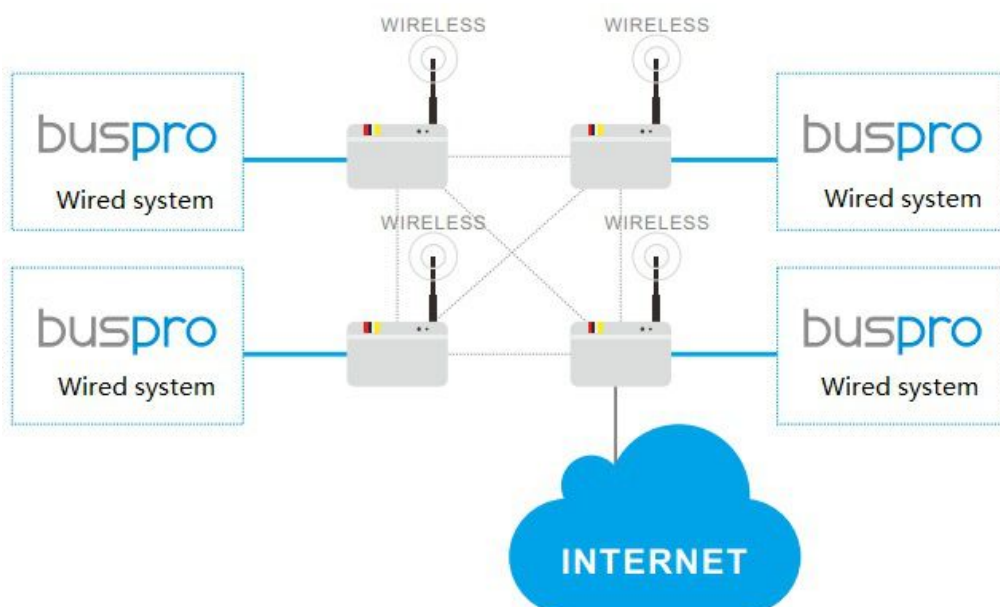 WIRELESS
WIRELESS
buspro
Wired system
buspro
Wired system
WIRELESS
WIRELESS
buspro
Wired system
buspro
Wired system
INTERNET